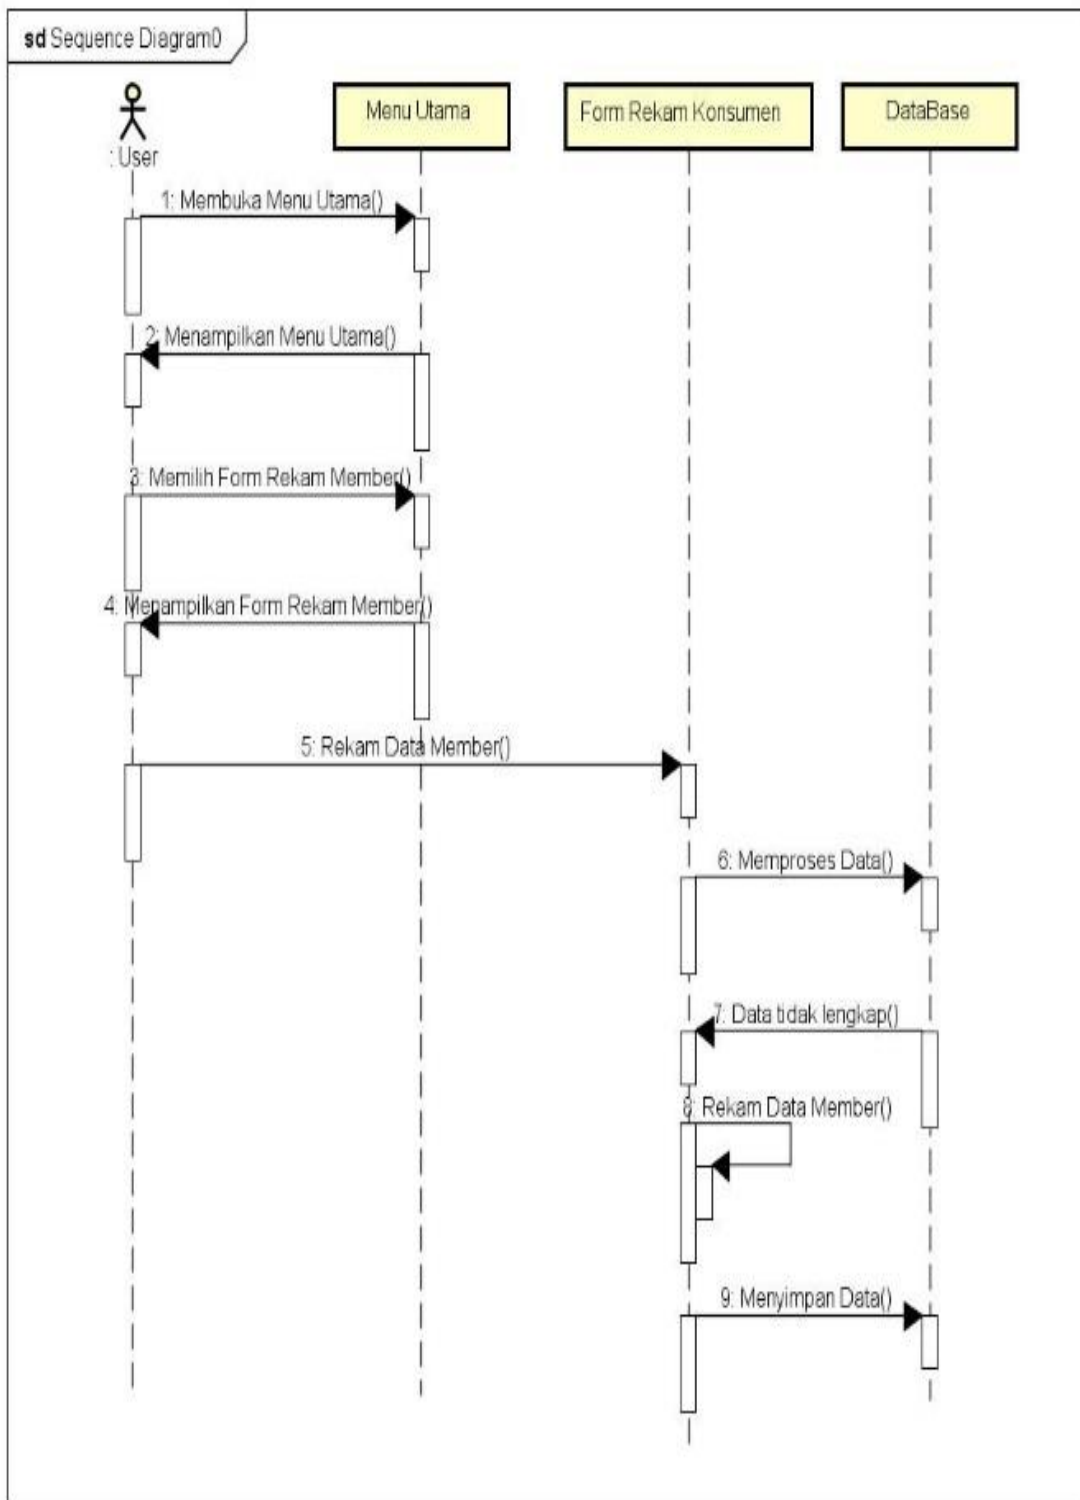 sd Sequence Diagram0
: User
Menu Utama
Form Rekam Konsumen
DataBase
1: Membuka Menu Utama()
2: Menampilkan Menu Utama()
3: Memilih Form Rekam Member()
4: Menampilkan Form Rekam Member()
5: Rekam Data Member()
6: Memproses Data()
7: Data tidak lengkap()
8: Rekam Data Member()
9: Menyimpan Data()